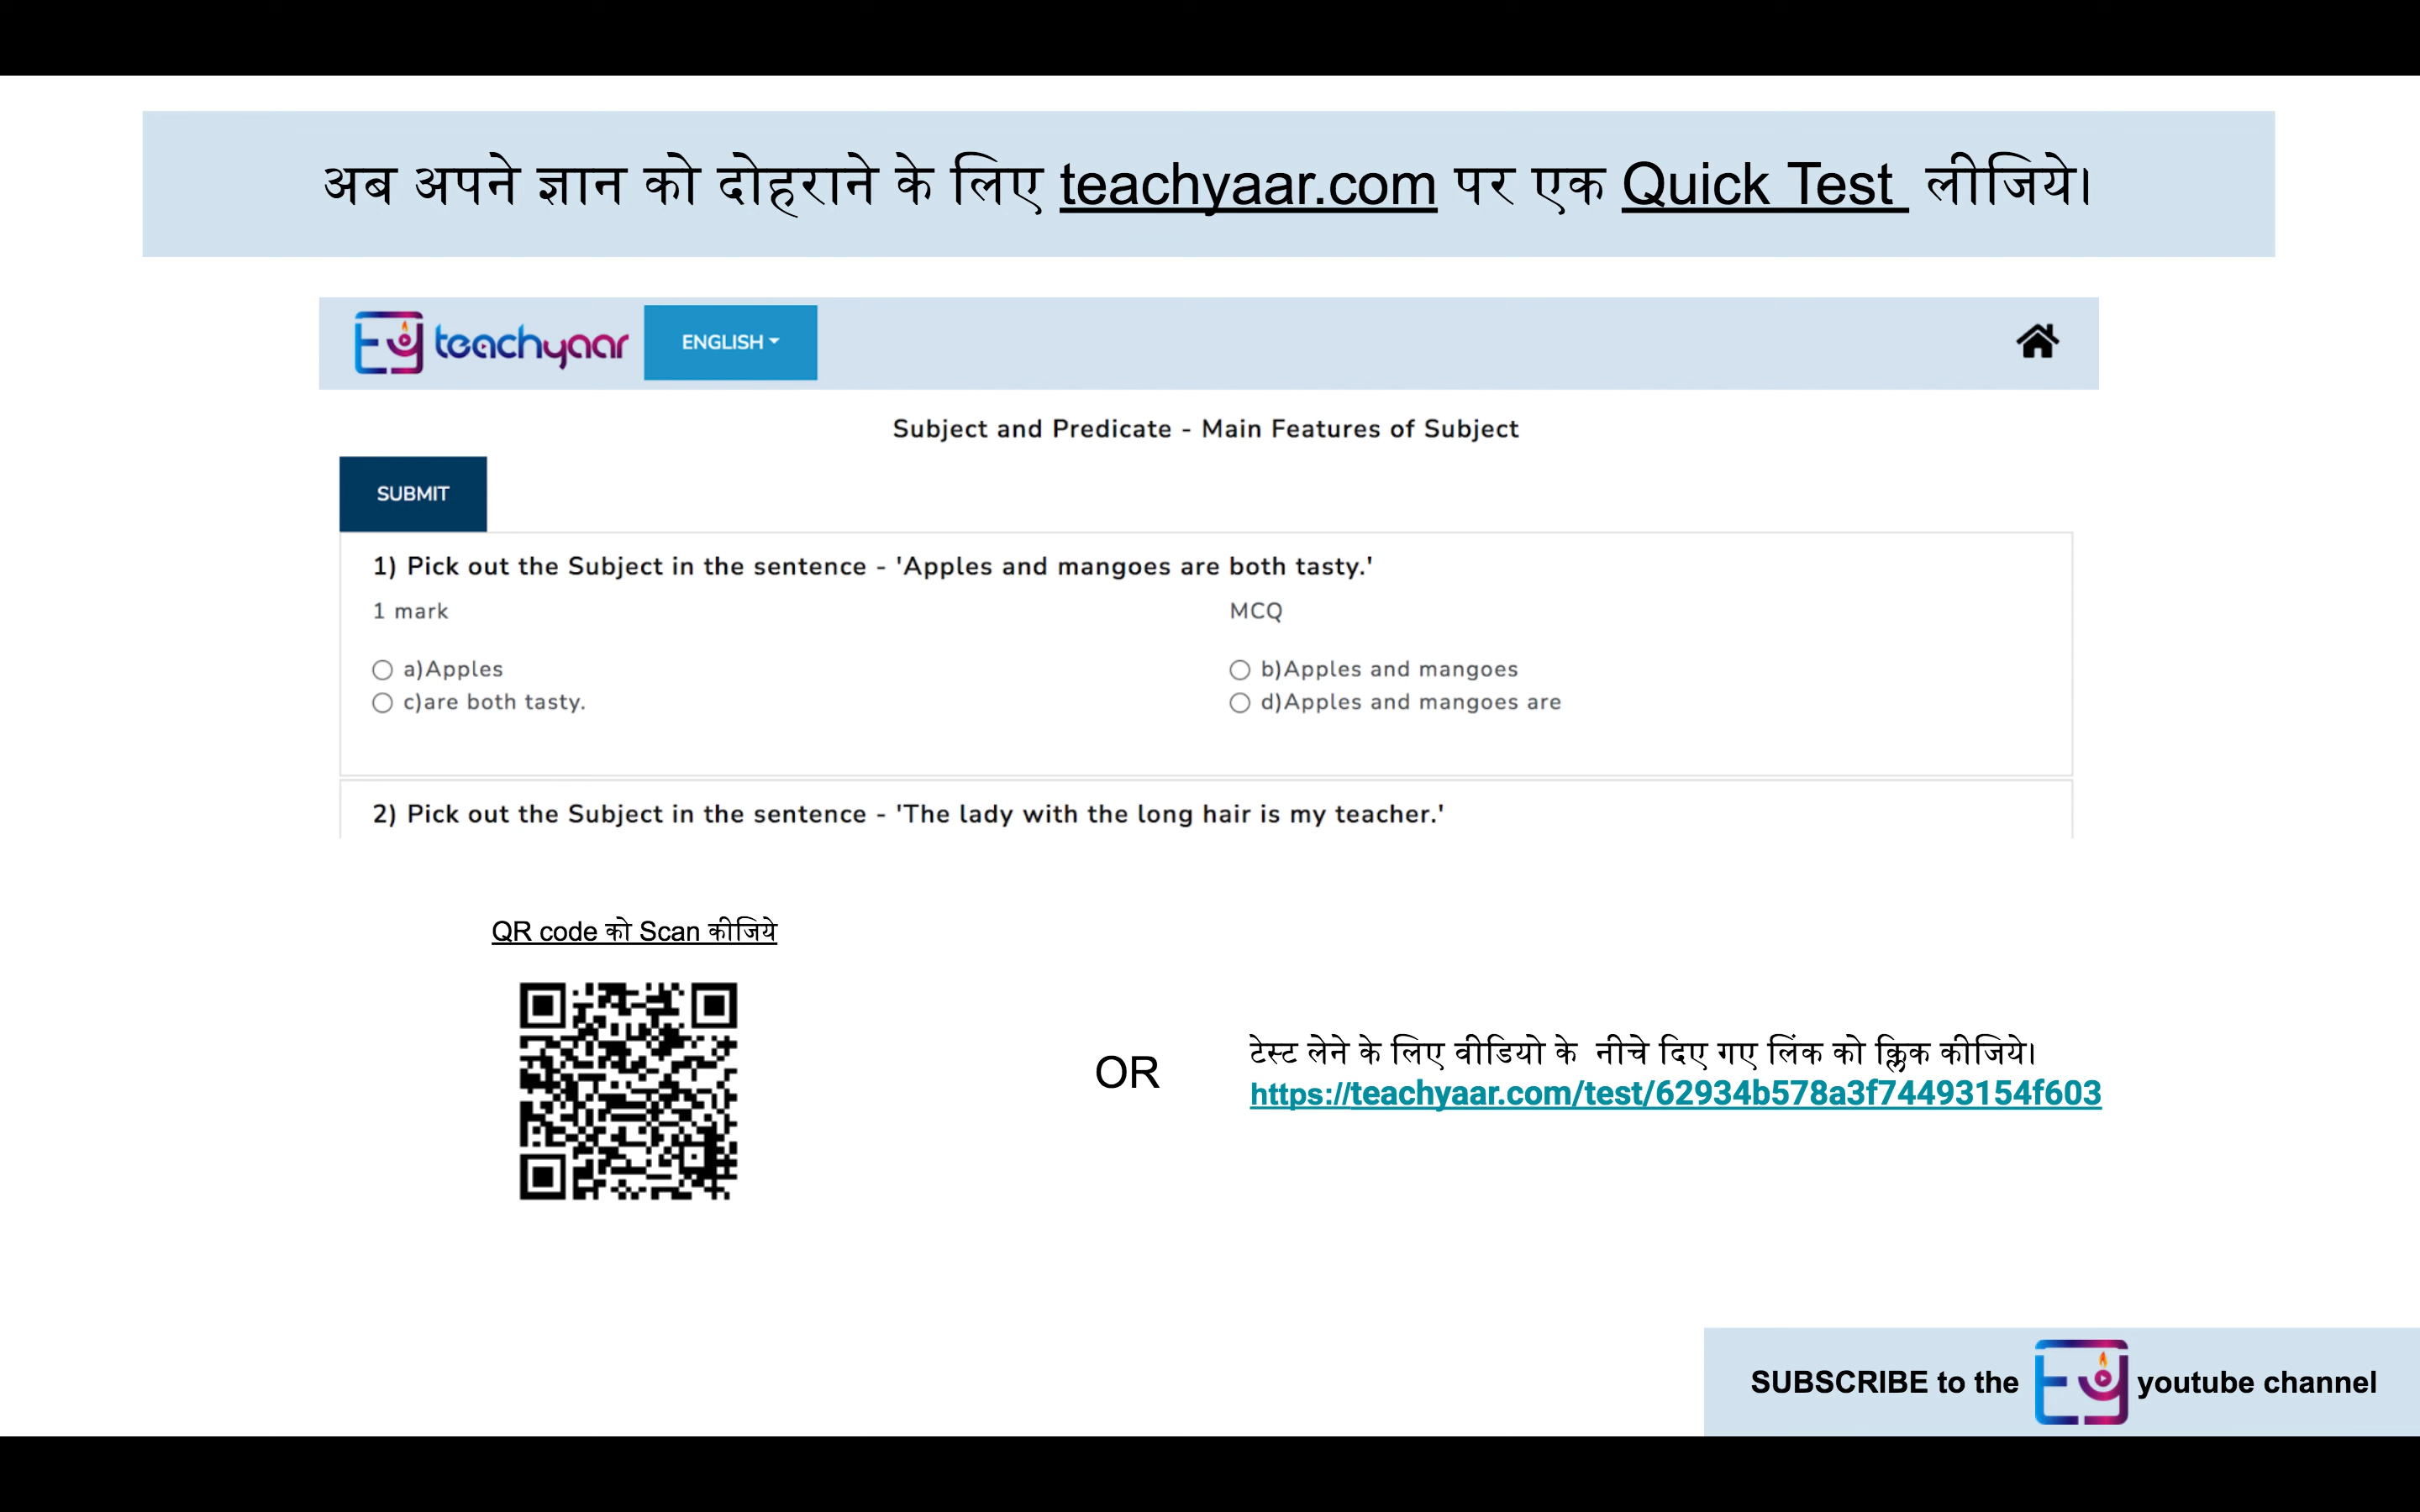 अब अपने ज्ञान को दोहराने के लिए teachyaar.com पर एक Quick Test लीजिये।
teachyaar ENGLISH
Subject and Predicate - Main Features of Subject
SUBMIT
1) Pick out the Subject in the sentence - 'Apples and mangoes are both tasty.'
1 mark MCQ
a)Apples b)Apples and mangoes
c)are both tasty. d)Apples and mangoes are
2) Pick out the Subject in the sentence - 'The lady with the long hair is my teacher.'
QR code को Scan कीजिये
OR
टेस्ट लेने के लिए वीडियो के नीचे दिए गए लिंक को क्लिक कीजिये।
https://teachyaar.com/test/62934b578a3f74493154f603
SUBSCRIBE to the Ey youtube channel